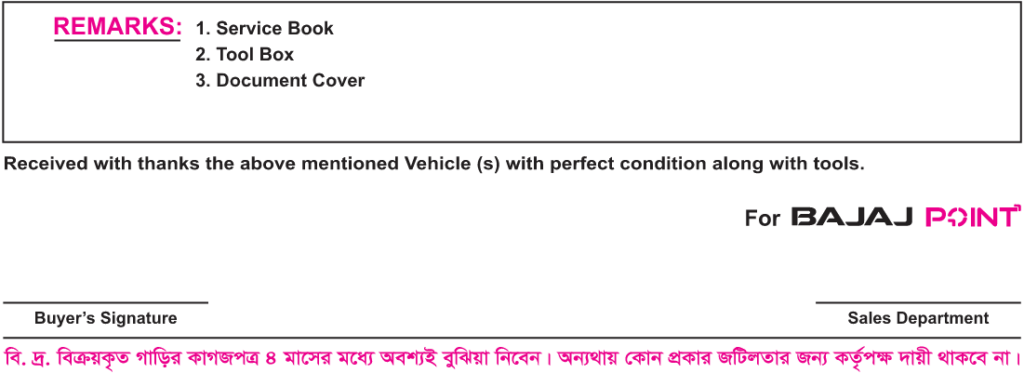 REMARKS: 1. Service Book
2. Tool Box
3. Document Cover
Received with thanks the above mentioned Vehicle (s) with perfect condition along with tools.
For BAJAJ POINT
Buyer's Signature Sales Department
বি. দ্র. বিক্রয়কৃত গাড়ির কাগজপত্র ৪ মাসের মধ্যে অবশ্যই বুঝিয়া নিবেন। অন্যথায় কোন প্রকার জটিলতার জন্য কর্তৃপক্ষ দায়ী থাকবে না।